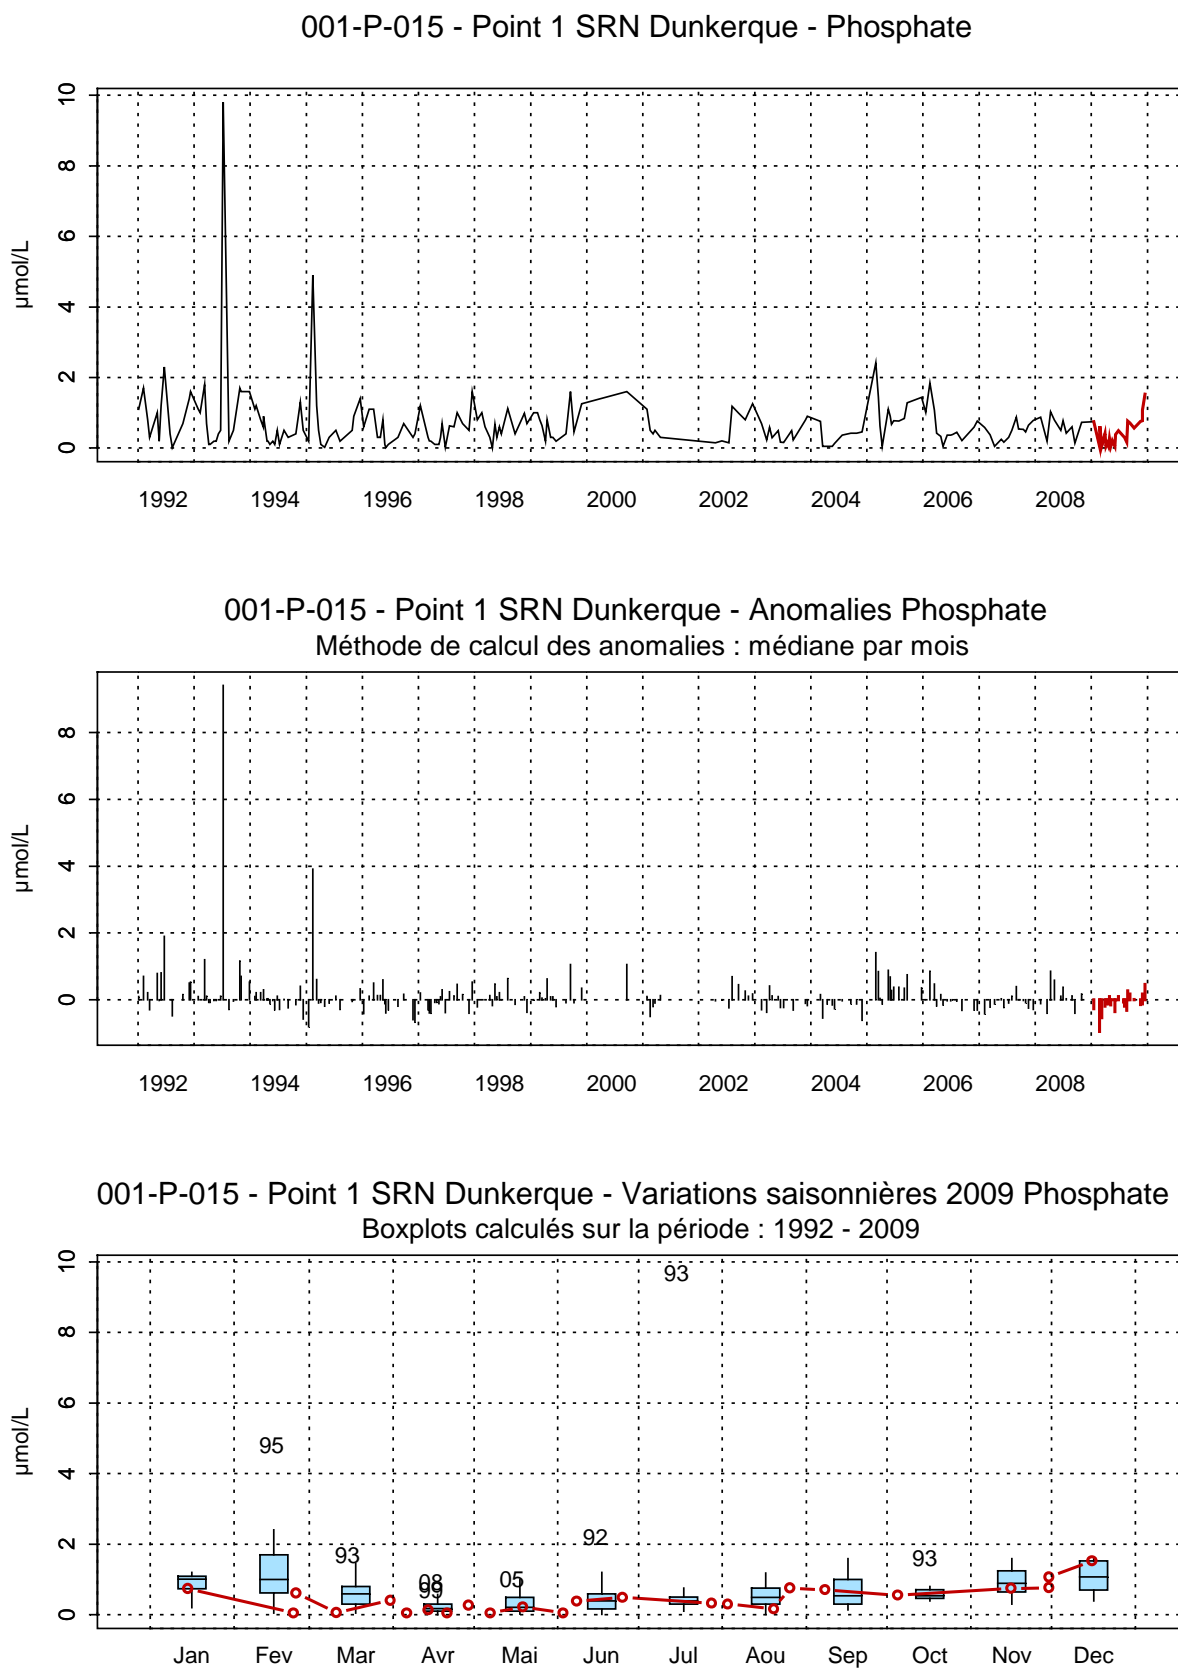 001-P-015 - Point 1 SRN Dunkerque - Phosphate
10
8
6
4
2
0
µmol/L
1992 1994 1996 1998 2000 2002 2004 2006 2008
001-P-015 - Point 1 SRN Dunkerque - Anomalies Phosphate
Méthode de calcul des anomalies : médiane par mois
8
6
4
2
0
µmol/L
1992 1994 1996 1998 2000 2002 2004 2006 2008
001-P-015 - Point 1 SRN Dunkerque - Variations saisonnières 2009 Phosphate
Boxplots calculés sur la période : 1992 - 2009
10
8
6
4
2
0
µmol/L
93
95
92
93
93
08
99
05
Jan Fev Mar Avr Mai Jun Jul Aou Sep Oct Nov Dec